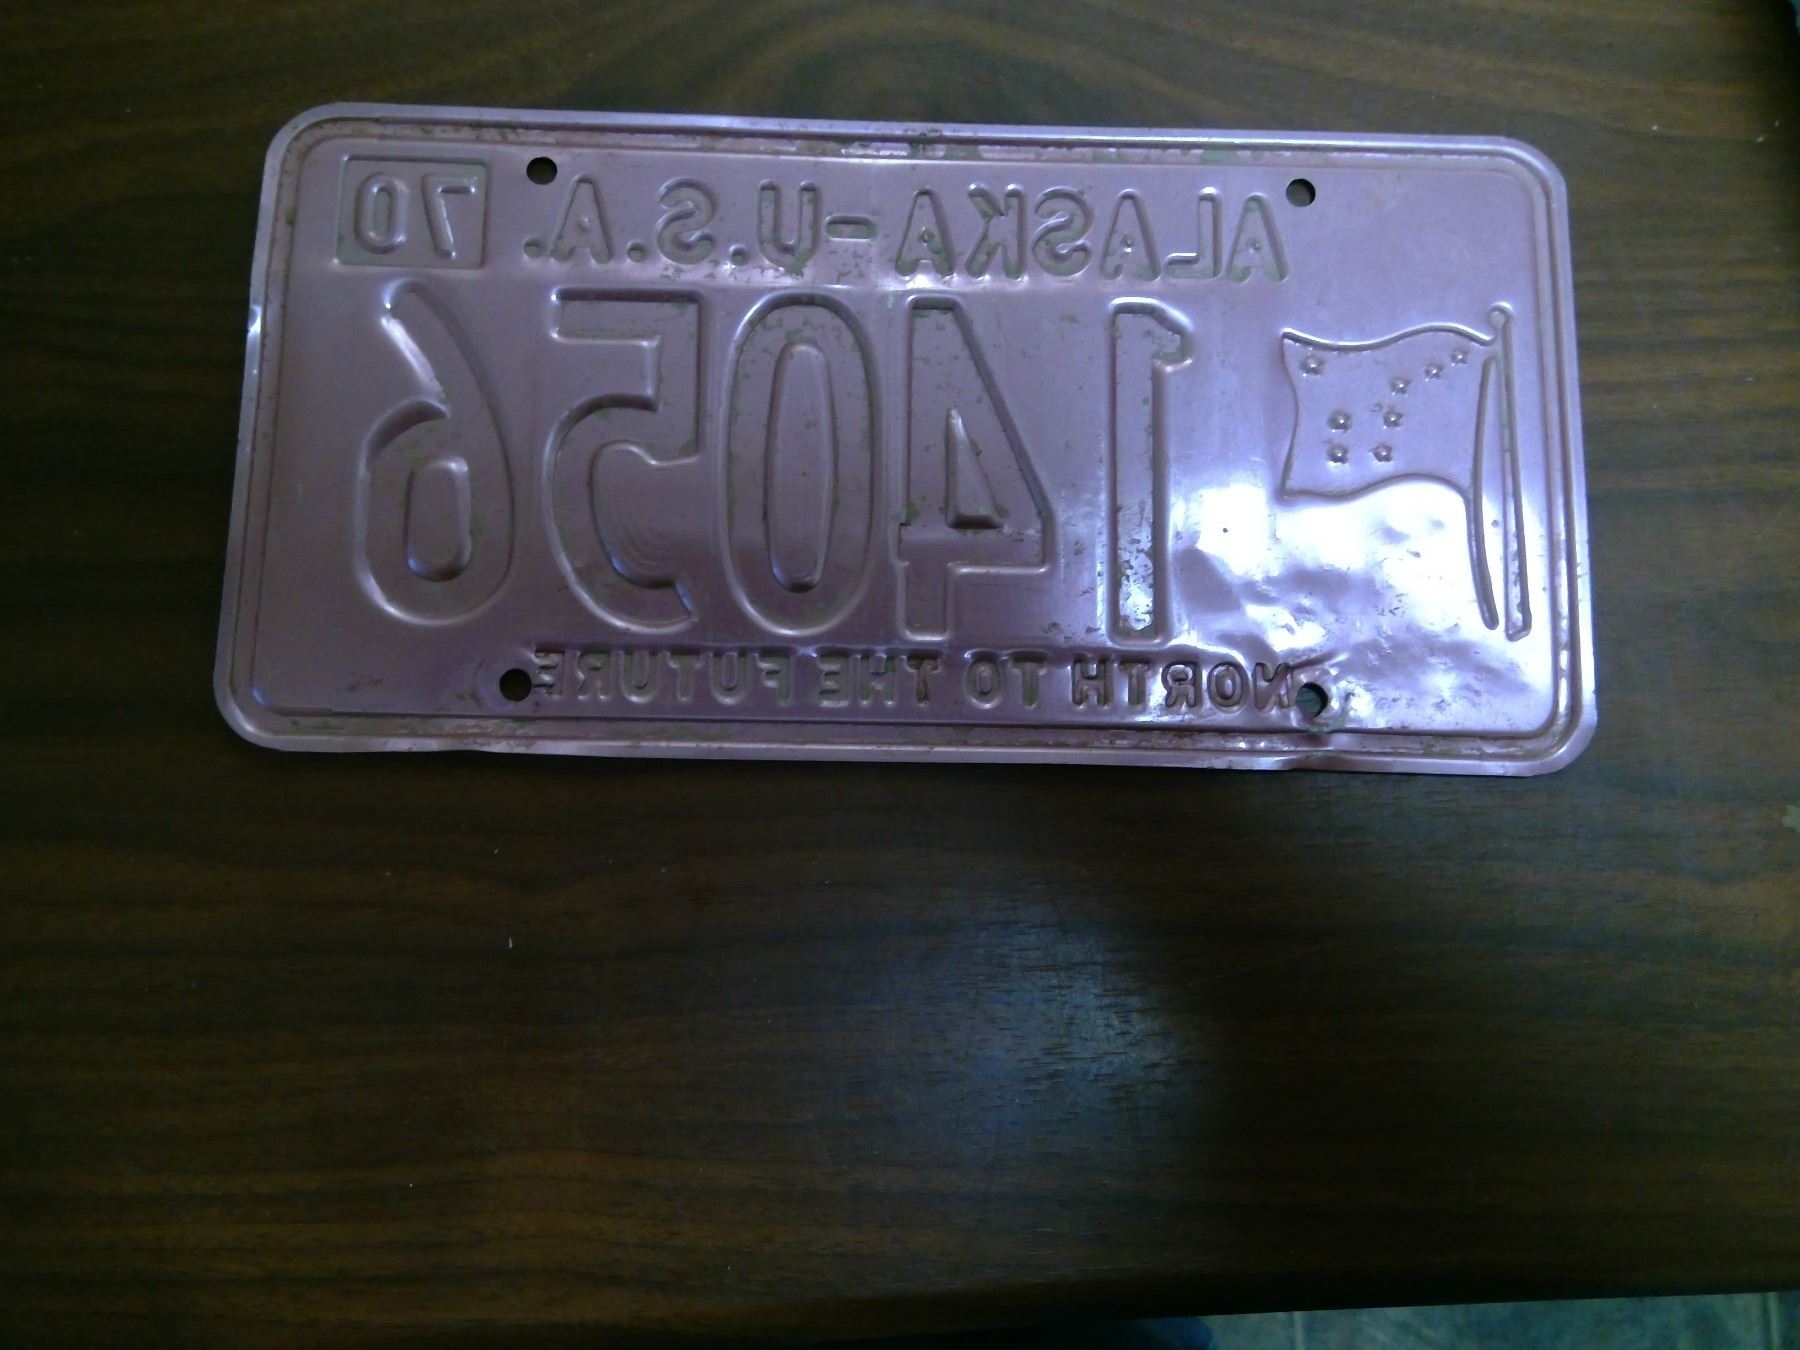 ALASKA-U.S.A. 70
14056
NORTH TO THE FUTURE